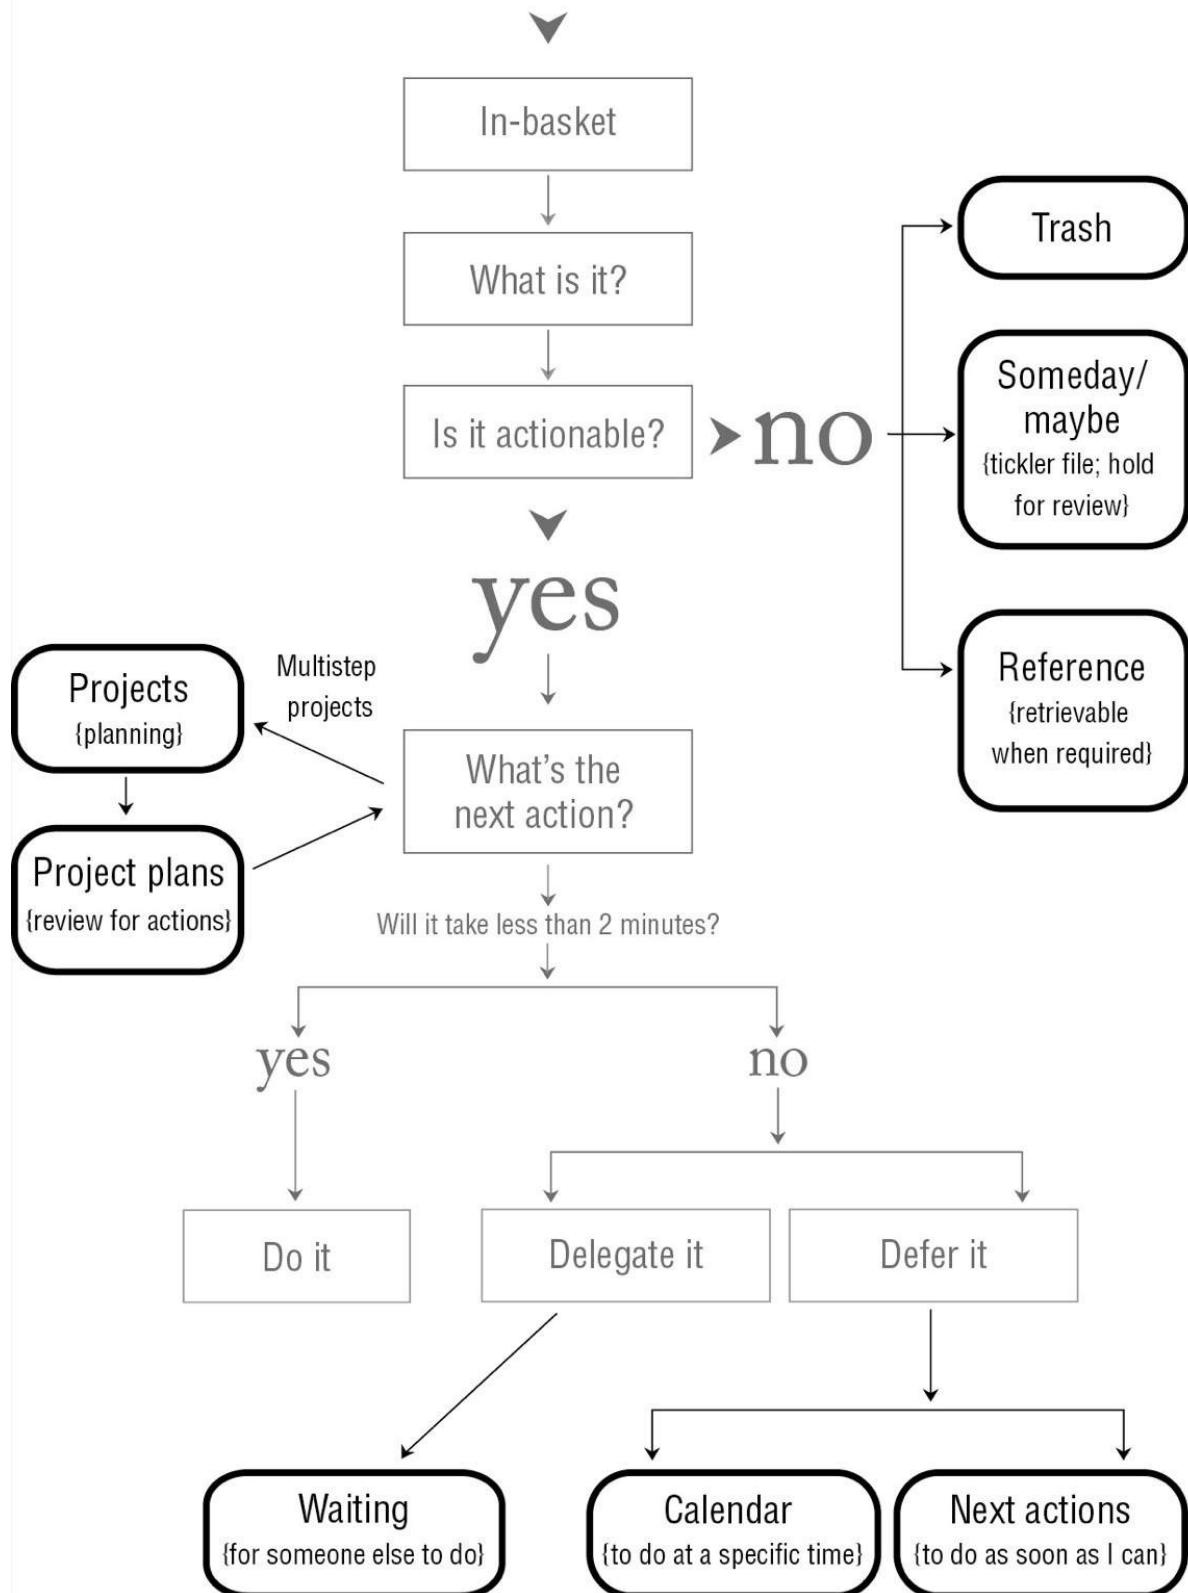 In-basket
What is it?
Is it actionable?
no
Trash
Someday/
maybe
{tickler file; hold
for review}
Reference
{retrievable
when required}
yes
Multistep
projects
Projects
{planning}
Project plans
{review for actions}
What's the
next action?
Will it take less than 2 minutes?
yes
no
Do it
Delegate it
Defer it
Waiting
{for someone else to do}
Calendar
{to do at a specific time}
Next actions
{to do as soon as I can}